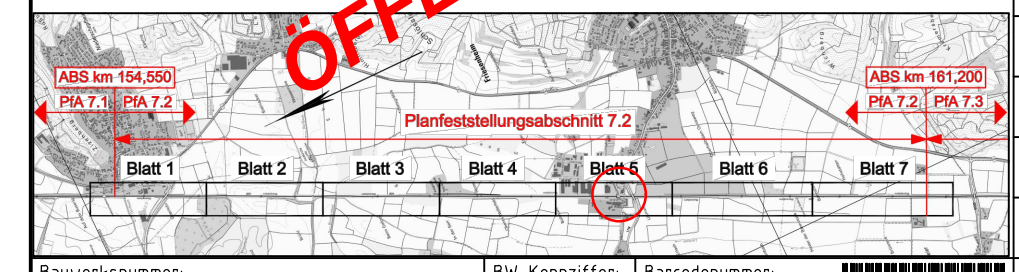 ÖFFE
Friesenheim
ABS km 154,550
ABS km 161,200
PfA 7.1 PfA 7.2
PfA 7.2 PfA 7.3
Planfeststellungsabschnitt 7.2
Blatt 1 Blatt 2 Blatt 3 Blatt 4 Blatt 5 Blatt 6 Blatt 7
Bauwerksnummer: BW Kennziffer: Barcodenummer: